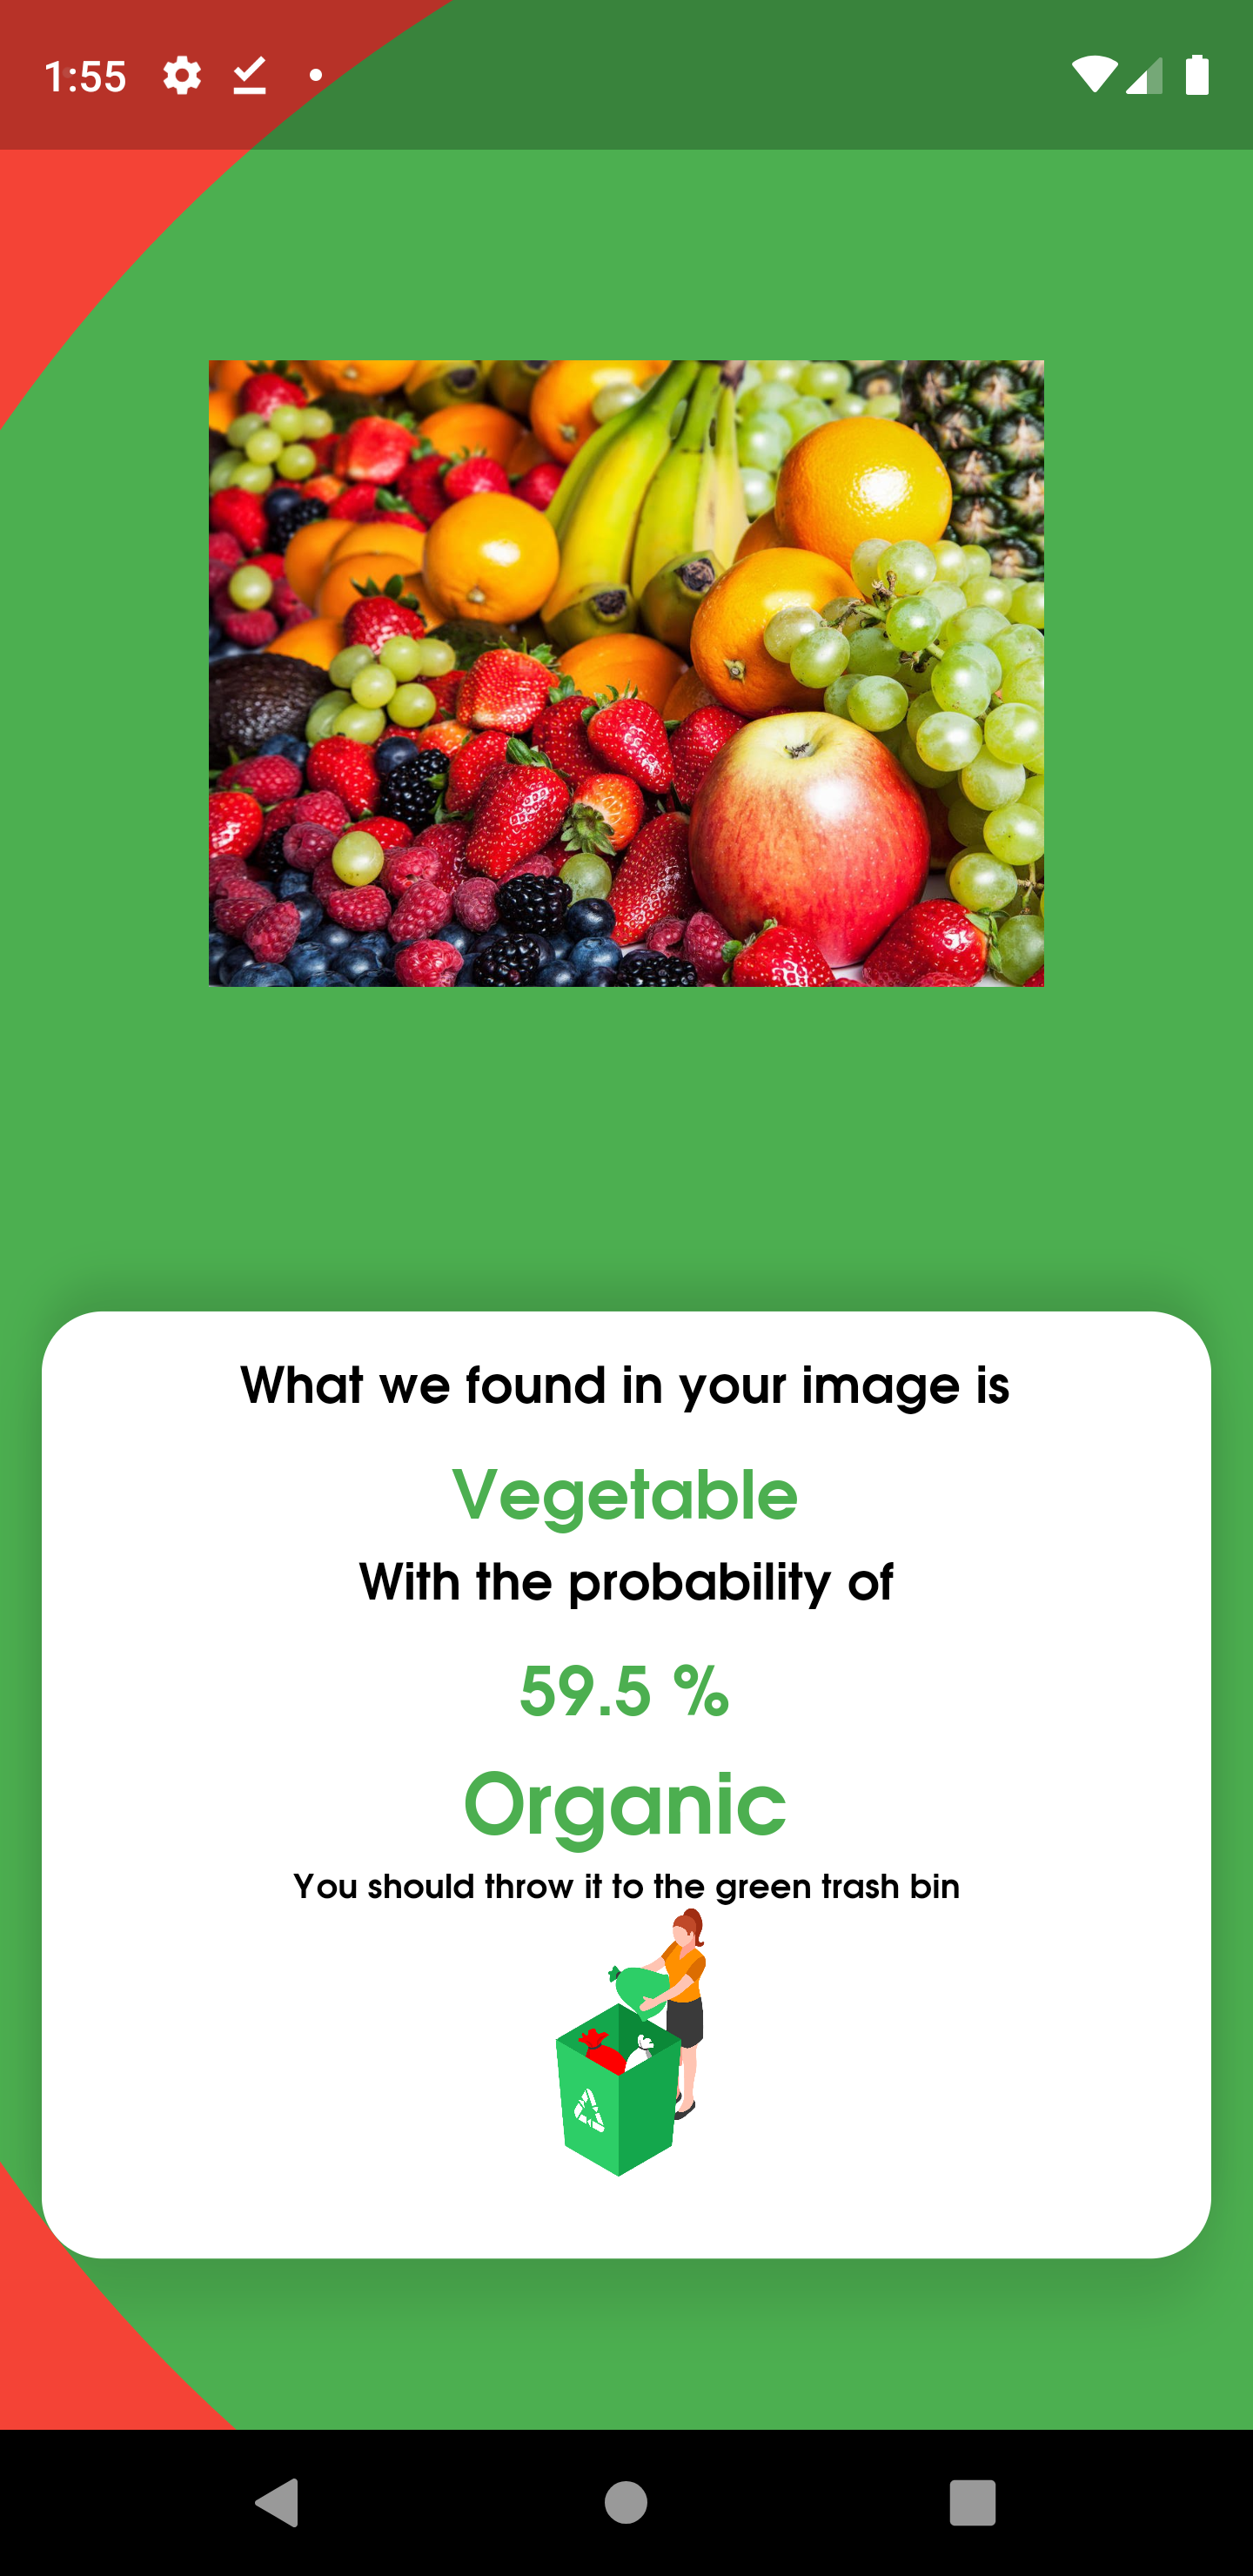 1:55
What we found in your image is
Vegetable
With the probability of
59.5 %
Organic
You should throw it to the green trash bin